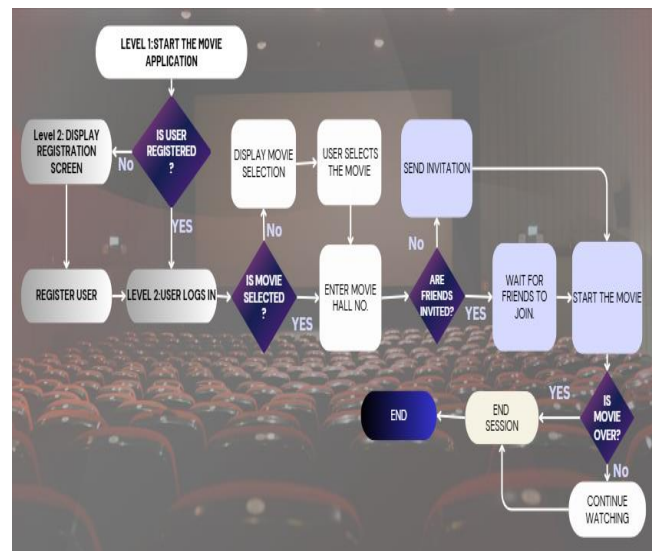 LEVEL 1:START THE MOVIE
APPLICATION
IS USER
REGISTERED
?
No
YES
Level 2: DISPLAY
REGISTRATION
SCREEN
REGISTER USER
LEVEL 2:USER LOGS IN
IS MOVIE
SELECTED
?
No
YES
DISPLAY MOVIE
SELECTION
USER SELECTS
THE MOVIE
ENTER MOVIE
HALL NO.
ARE
FRIENDS
INVITED?
No
YES
SEND INVITATION
WAIT FOR
FRIENDS TO
JOIN.
START THE MOVIE
IS
MOVIE
OVER?
YES
No
END
SESSION
END
CONTINUE
WATCHING